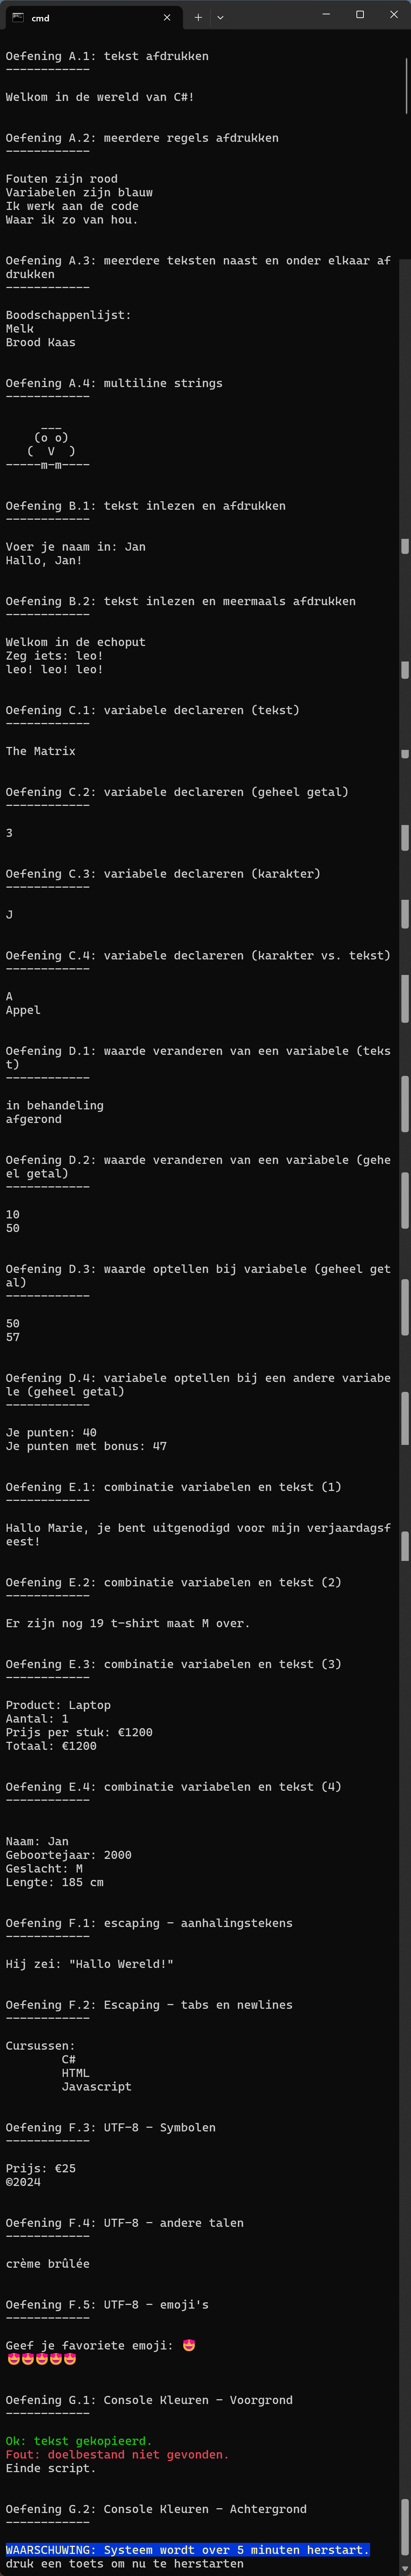 cmd
Oefening A.1: tekst afdrukken
------------
Welkom in de wereld van C#!
Oefening A.2: meerdere regels afdrukken
------------
Fouten zijn rood
Variabelen zijn blauw
Ik werk aan de code
Waar ik zo van hou.
Oefening A.3: meerdere teksten naast en onder elkaar af
drukken
------------
Boodschappenlijst:
Melk
Brood Kaas
Oefening A.4: multiline strings
------------
     ___
    (o o)
   (  V  )
-----m-m----
Oefening B.1: tekst inlezen en afdrukken
------------
Voer je naam in: Jan
Hallo, Jan!
Oefening B.2: tekst inlezen en meermaals afdrukken
------------
Welkom in de echoput
Zeg iets: leo!
leo! leo! leo!
Oefening C.1: variabele declareren (tekst)
------------
The Matrix
Oefening C.2: variabele declareren (geheel getal)
------------
3
Oefening C.3: variabele declareren (karakter)
------------
J
Oefening C.4: variabele declareren (karakter vs. tekst)
------------
A
Appel
Oefening D.1: waarde veranderen van een variabele (teks
t)
------------
in behandeling
afgerond
Oefening D.2: waarde veranderen van een variabele (gehe
el getal)
------------
10
50
Oefening D.3: waarde optellen bij variabele (geheel get
al)
------------
50
57
Oefening D.4: variabele optellen bij een andere variabe
le (geheel getal)
------------
Je punten: 40
Je punten met bonus: 47
Oefening E.1: combinatie variabelen en tekst (1)
------------
Hallo Marie, je bent uitgenodigd voor mijn verjaardagsf
eest!
Oefening E.2: combinatie variabelen en tekst (2)
------------
Er zijn nog 19 t-shirt maat M over.
Oefening E.3: combinatie variabelen en tekst (3)
------------
Product: Laptop
Aantal: 1
Prijs per stuk: €1200
Totaal: €1200
Oefening E.4: combinatie variabelen en tekst (4)
------------
Naam: Jan
Geboortejaar: 2000
Geslacht: M
Lengte: 185 cm
Oefening F.1: escaping - aanhalingstekens
------------
Hij zei: "Hallo Wereld!"
Oefening F.2: Escaping - tabs en newlines
------------
Cursussen:
        C#
        HTML
        Javascript
Oefening F.3: UTF-8 - Symbolen
------------
Prijs: €25
©2024
Oefening F.4: UTF-8 - andere talen
------------
crème brûlée
Oefening F.5: UTF-8 - emoji's
------------
Geef je favoriete emoji: 🤩
🤩🤩🤩🤩🤩
Oefening G.1: Console Kleuren - Voorgrond
------------
Ok: tekst gekopieerd.
Fout: doelbestand niet gevonden.
Einde script.
Oefening G.2: Console Kleuren - Achtergrond
------------
WAARSCHUWING: Systeem wordt over 5 minuten herstart.
druk een toets om nu te herstarten